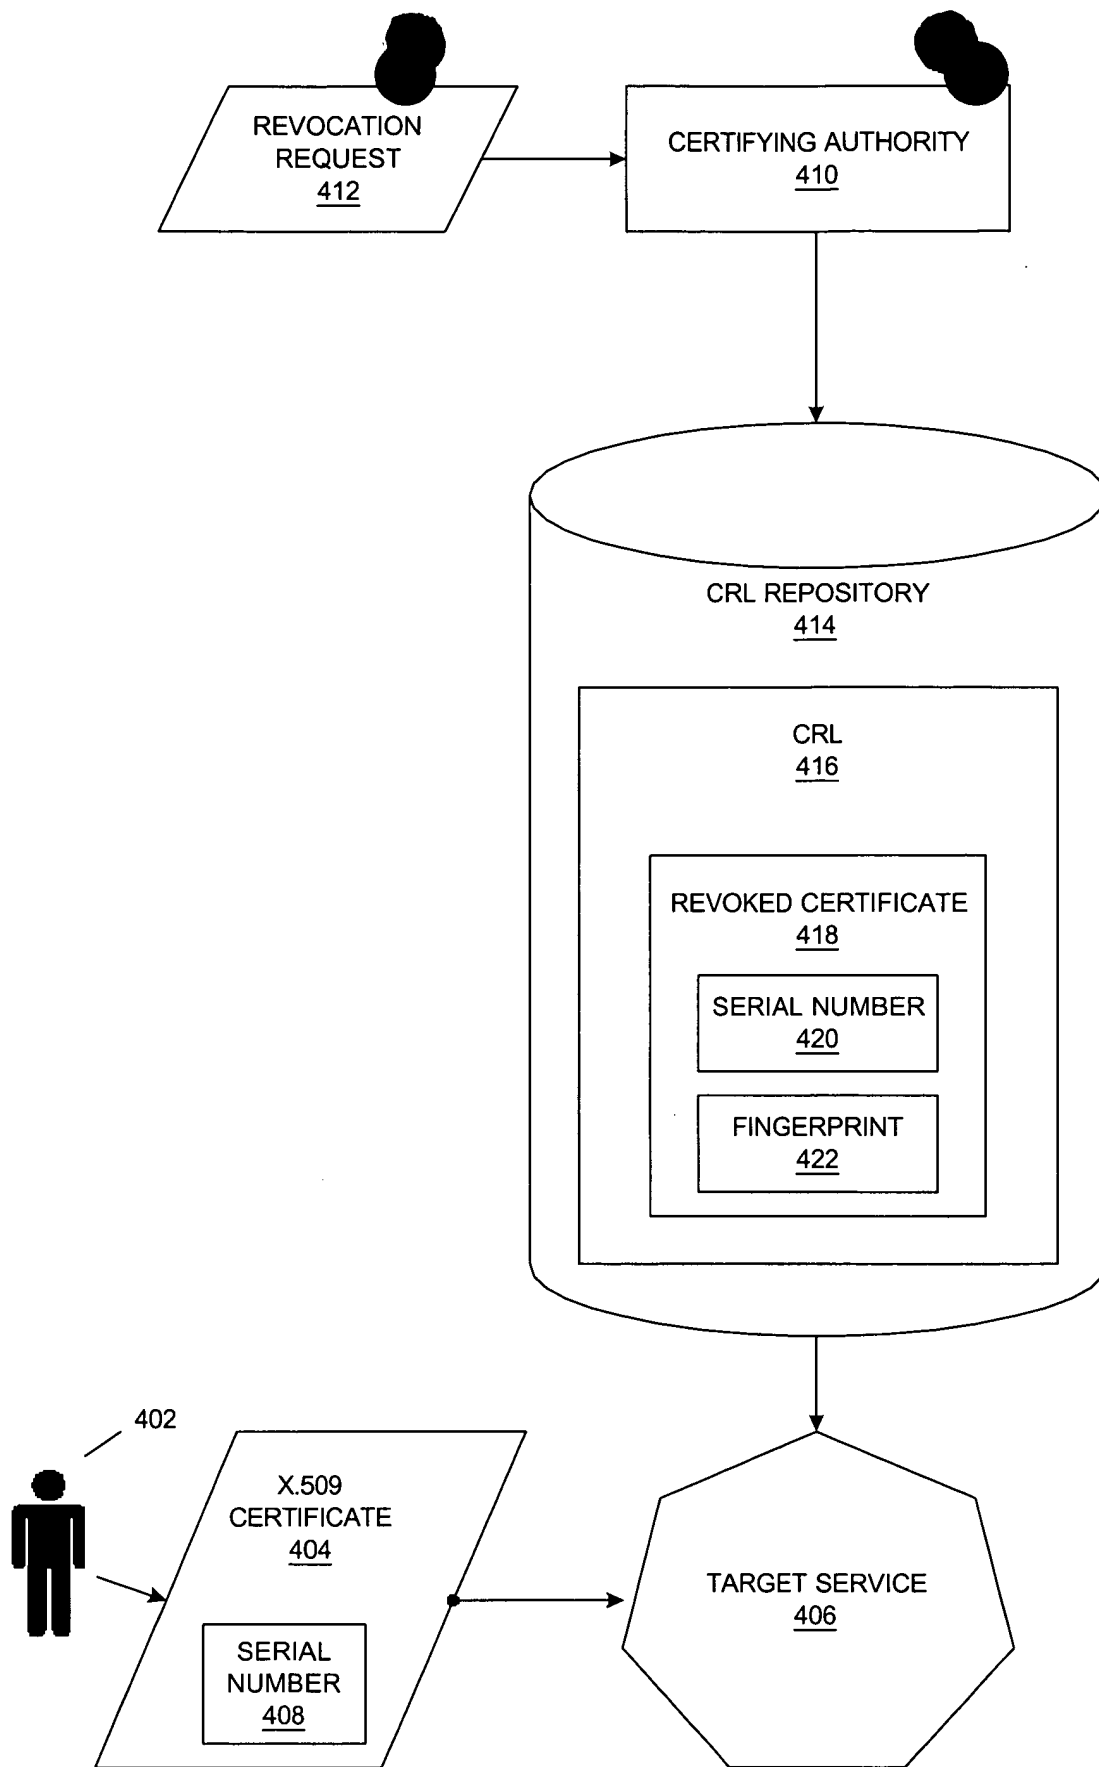 REVOCATION
REQUEST
412
CERTIFYING AUTHORITY
410
CRL REPOSITORY
414
CRL
416
REVOKED CERTIFICATE
418
SERIAL NUMBER
420
FINGERPRINT
422
402
X.509
CERTIFICATE
404
SERIAL
NUMBER
408
TARGET SERVICE
406